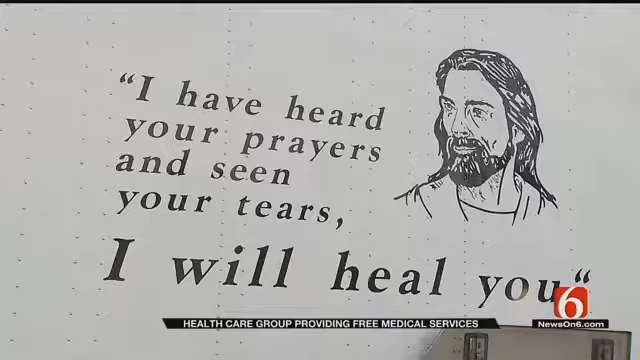 “I have heard
your prayers
and seen
your tears,
I will heal you“
6
HEALTH CARE GROUP PROVIDING FREE MEDICAL SERVICES
NEWSON6.COM